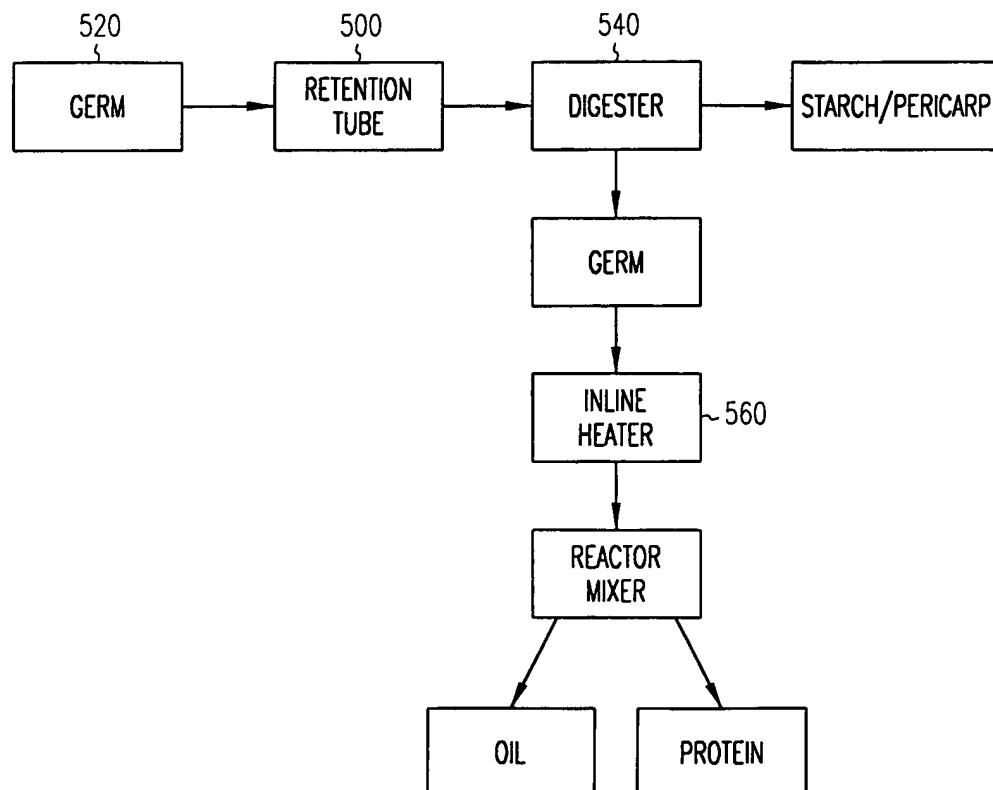 520
500
540
GERM
RETENTION
TUBE
DIGESTER
STARCH/PERICARP
GERM
INLINE
HEATER
560
REACTOR
MIXER
OIL
PROTEIN